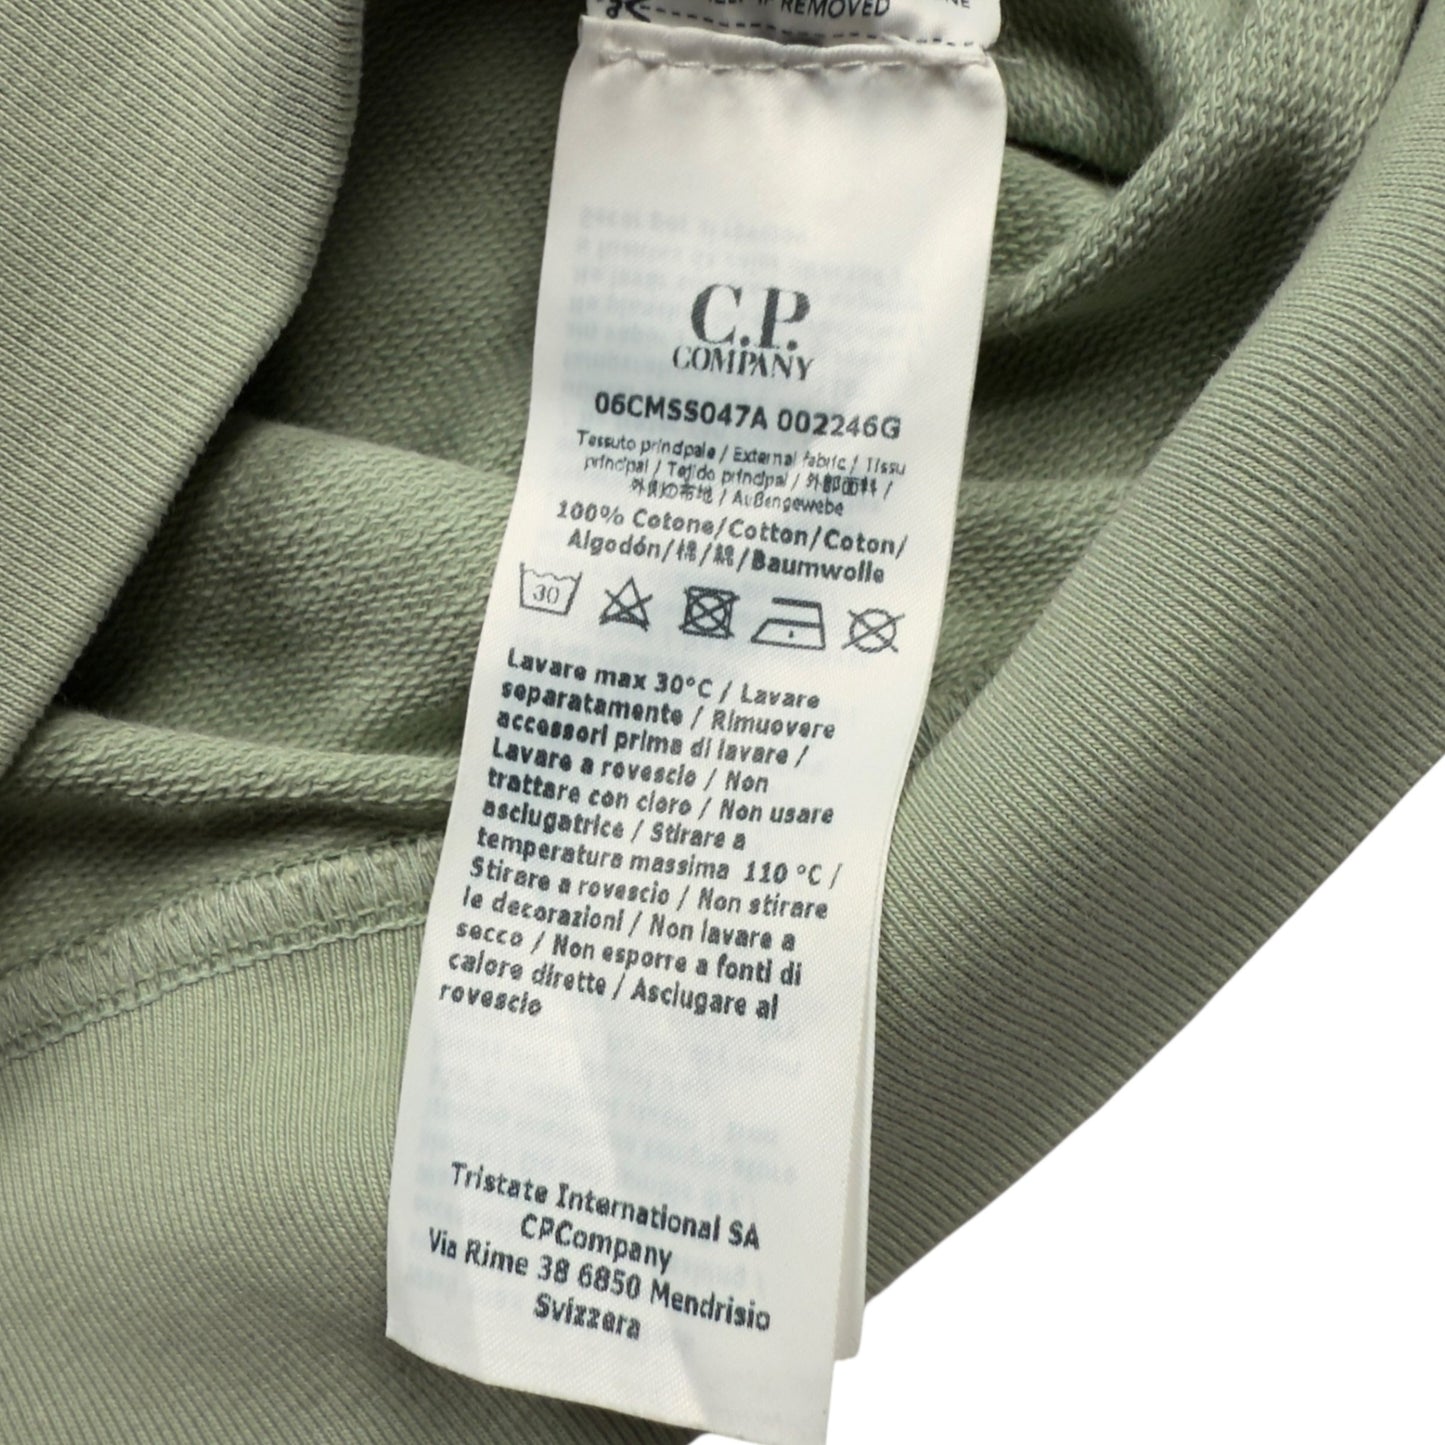 IF REMOVED
C.P.
COMPANY
06CMSS047A 002246G
Tessuto principale / External fabric / Tissu
principal / Tejido principal / 外部面料 /
外側の布地 / Außengewebe
100% Cotone/Cotton/Coton/
Algodón/棉/綿/Baumwolle
30
Lavare max 30°C / Lavare
separatamente / Rimuovere
accessori prima di lavare /
Lavare a rovescio / Non
trattare con cloro / Non usare
asciugatrice / Stirare a
temperatura massima 110 °C /
Stirare a rovescio / Non stirare
le decorazioni / Non lavare a
secco / Non esporre a fonti di
calore dirette / Asciugare al
rovescio
Tristate International SA
CPCompany
Via Rime 38 6850 Mendrisio
Svizzera